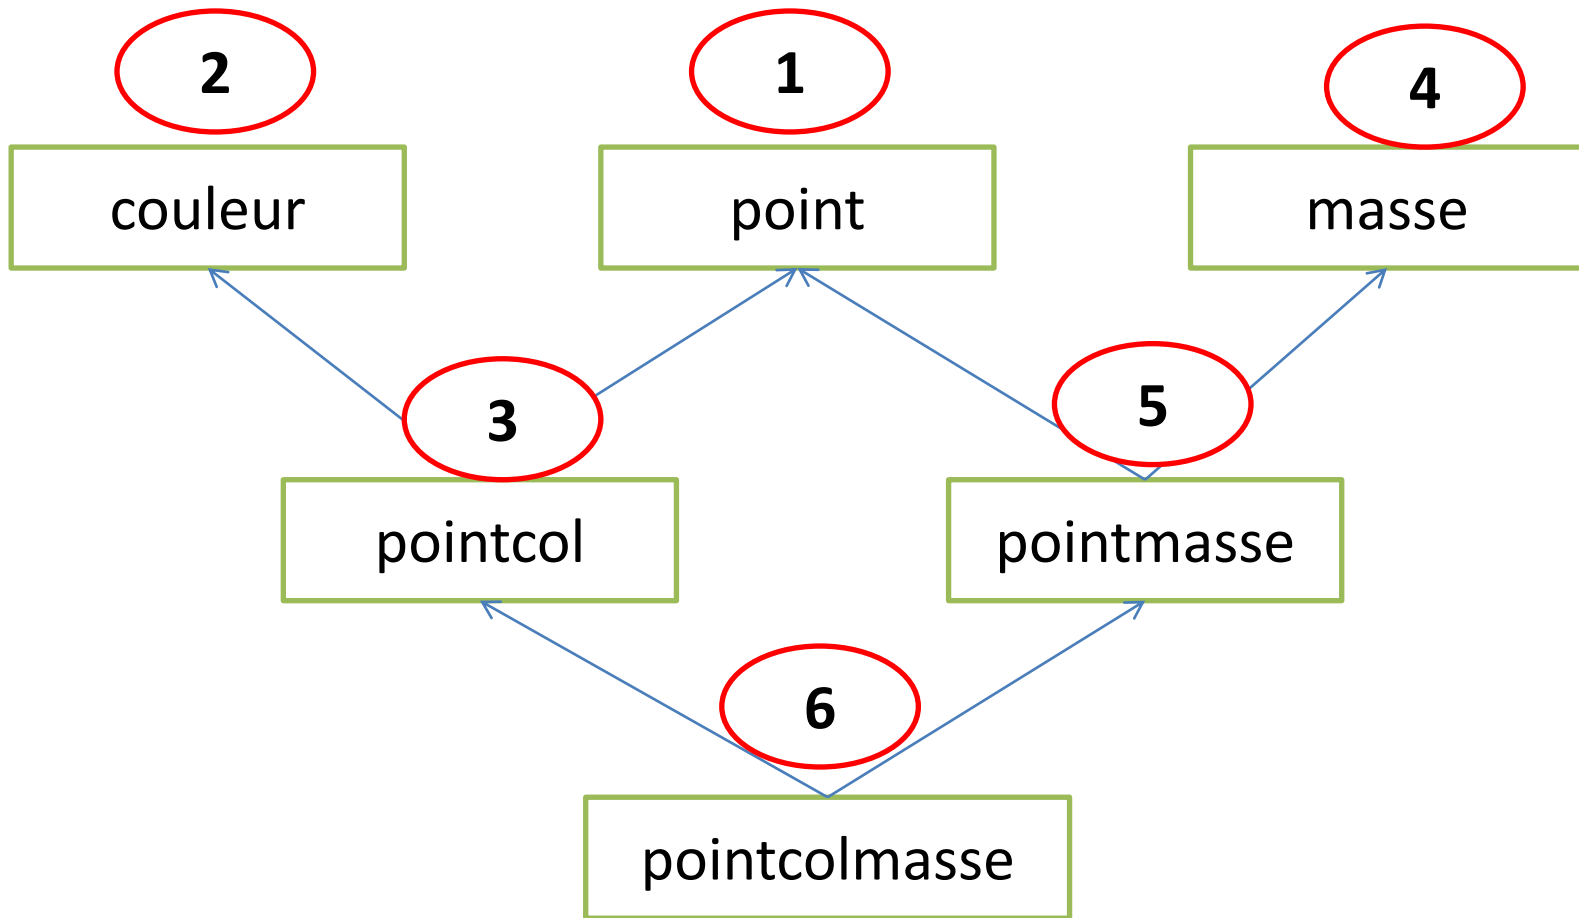 2
1
4
couleur
point
masse
3
5
pointcol
pointmasse
6
pointcolmasse